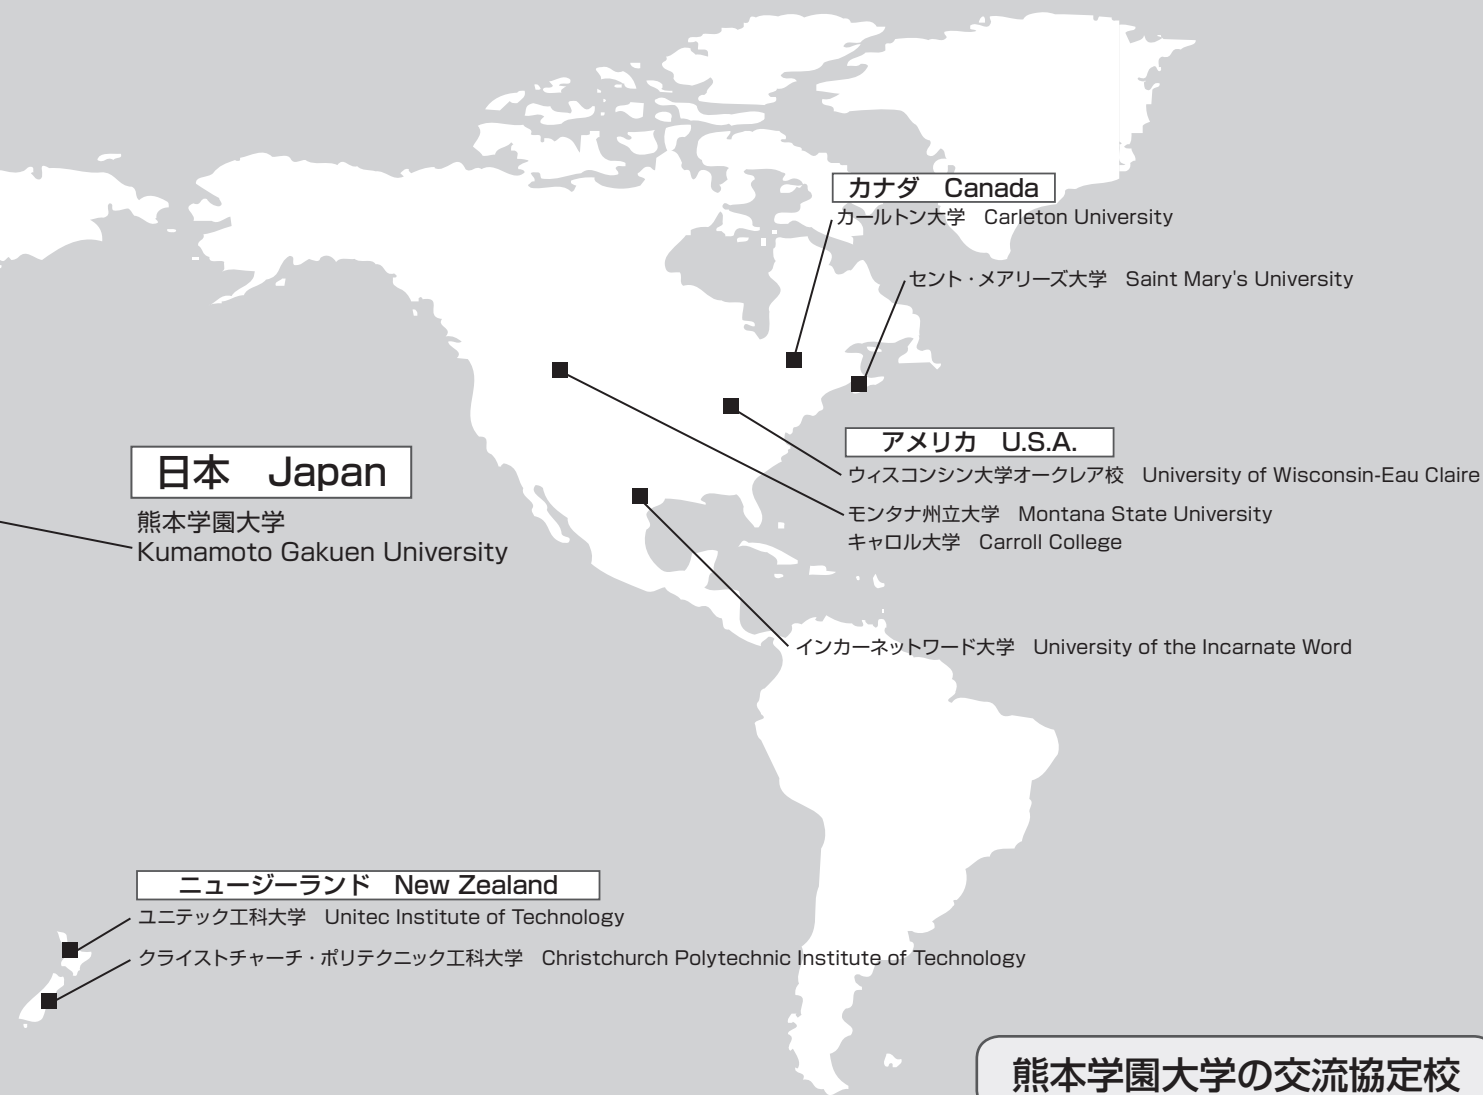 カナダ　Canada
カールトン大学　Carleton University
セント・メアリーズ大学　Saint Mary's University
アメリカ　U.S.A.
ウィスコンシン大学オークレア校　University of Wisconsin-Eau Claire
モンタナ州立大学　Montana State University
キャロル大学　Carroll College
インカーネットワード大学　University of the Incarnate Word
日本　Japan
熊本学園大学
Kumamoto Gakuen University
ニュージーランド　New Zealand
ユニテック工科大学　Unitec Institute of Technology
クライストチャーチ・ポリテクニック工科大学　Christchurch Polytechnic Institute of Technology
熊本学園大学の交流協定校